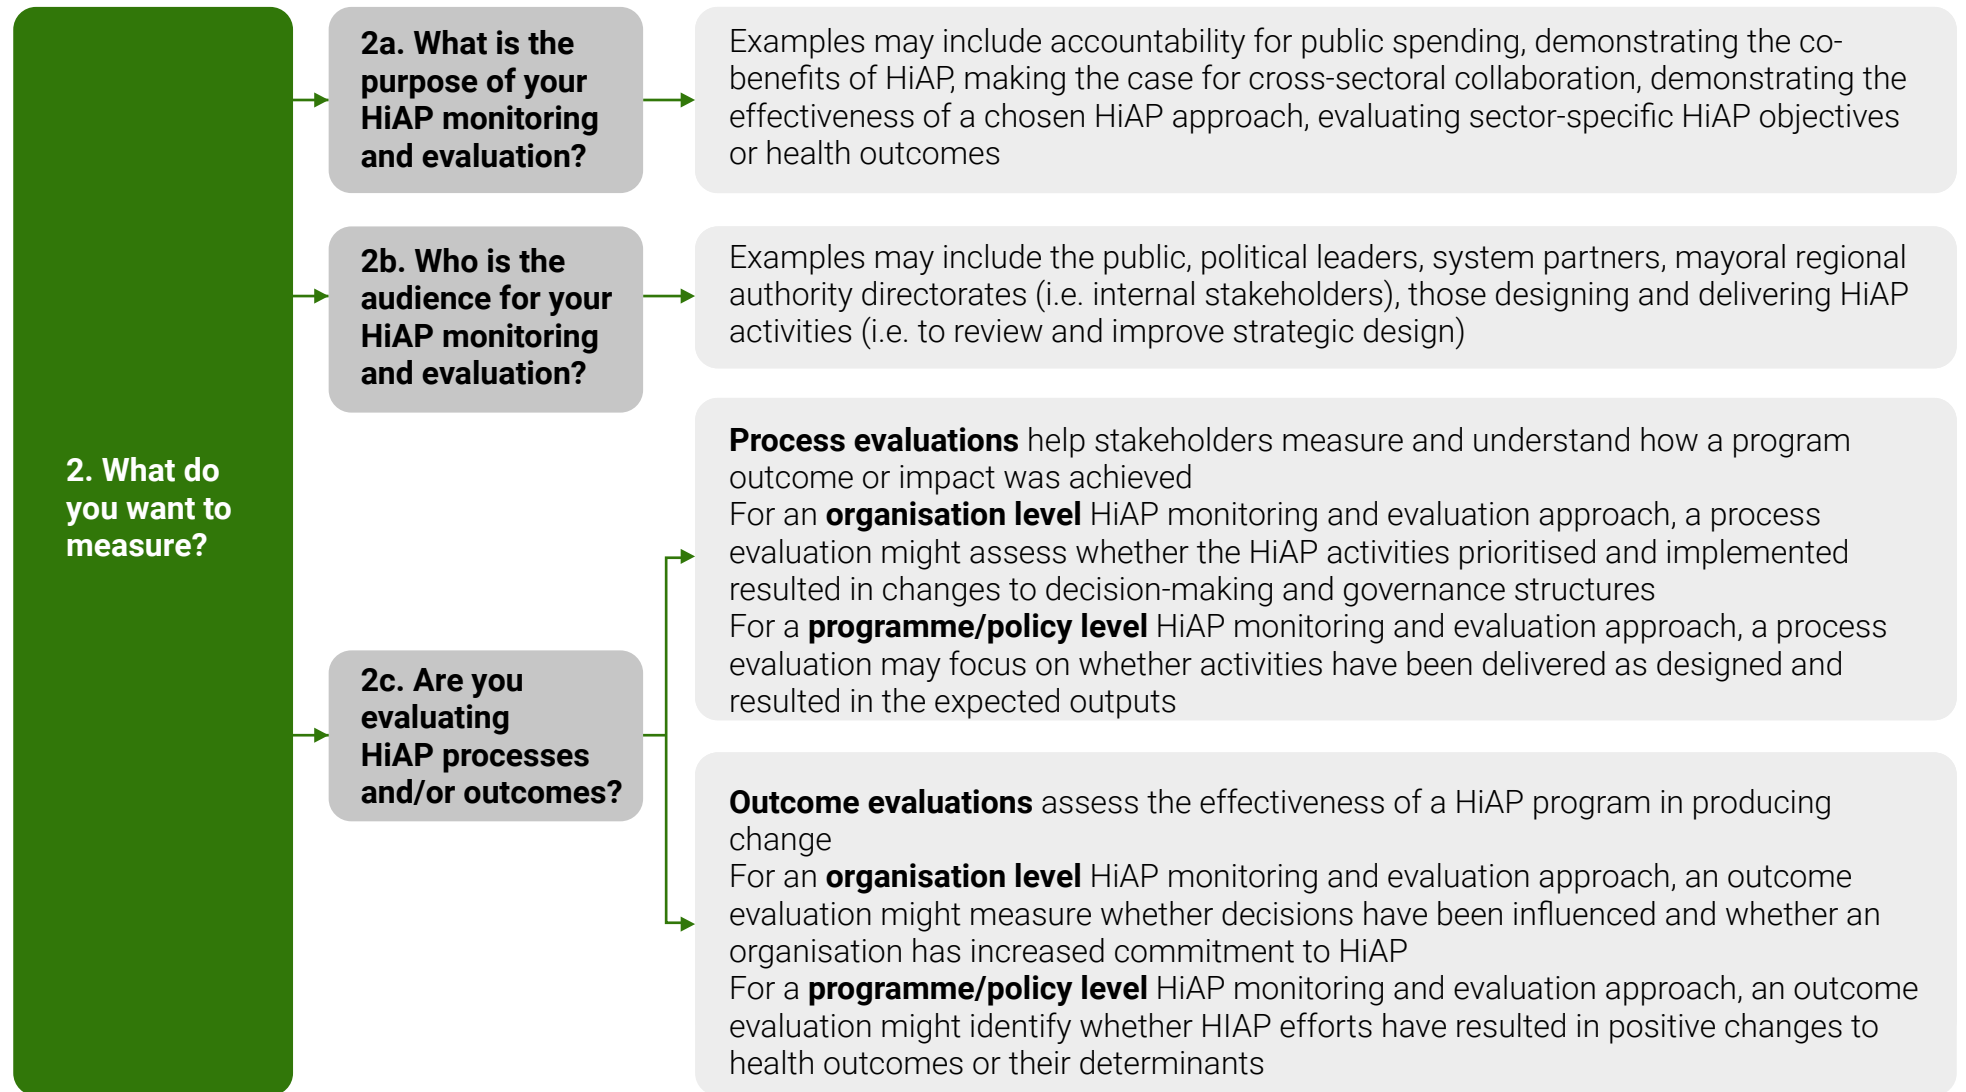 2. What do
you want to
measure?
2a. What is the
purpose of your
HiAP monitoring
and evaluation?
Examples may include accountability for public spending, demonstrating the co-
benefits of HiAP, making the case for cross-sectoral collaboration, demonstrating the
effectiveness of a chosen HiAP approach, evaluating sector-specific HiAP objectives
or health outcomes
2b. Who is the
audience for your
HiAP monitoring
and evaluation?
Examples may include the public, political leaders, system partners, mayoral regional
authority directorates (i.e. internal stakeholders), those designing and delivering HiAP
activities (i.e. to review and improve strategic design)
2c. Are you
evaluating
HiAP processes
and/or outcomes?
Process evaluations help stakeholders measure and understand how a program
outcome or impact was achieved
For an organisation level HiAP monitoring and evaluation approach, a process
evaluation might assess whether the HiAP activities prioritised and implemented
resulted in changes to decision-making and governance structures
For a programme/policy level HiAP monitoring and evaluation approach, a process
evaluation may focus on whether activities have been delivered as designed and
resulted in the expected outputs
Outcome evaluations assess the effectiveness of a HiAP program in producing
change
For an organisation level HiAP monitoring and evaluation approach, an outcome
evaluation might measure whether decisions have been influenced and whether an
organisation has increased commitment to HiAP
For a programme/policy level HiAP monitoring and evaluation approach, an outcome
evaluation might identify whether HIAP efforts have resulted in positive changes to
health outcomes or their determinants